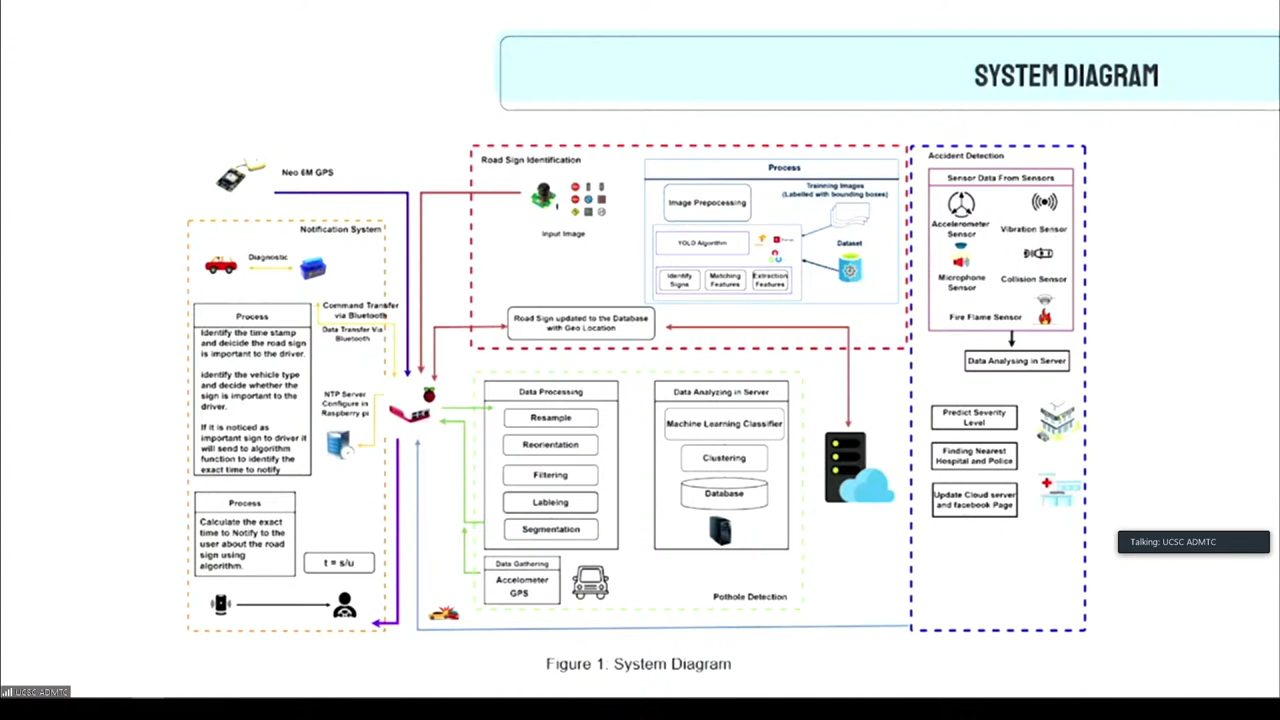 SYSTEM DIAGRAM
Neo 6M GPS
Notification System
Diagnostic
Command Transfer
via Bluetooth
Data Transfer Via
Bluetooth
Process
Identify the time stamp
and deicide the road sign
is important to the driver.
identify the vehicle type
and decide whether the
sign is important to the
driver.
If it is noticed as
important sign to driver it
will send to algorithm
function to identify the
exact time to notify
NTP Server
Configure in
Raspberry pi
Process
Calculate the exact
time to Notify to the
user about the road
sign using
algorithm.
t = s/u
Road Sign Identification
Input Image
Process
Image Prepocessing
Trainning Images
(Labelled with bounding boxes)
YOLO Algorithm
Dataset
Identify
Signs
Matching
Features
Extraction
Features
Road Sign updated to the Database
with Geo Location
Data Processing
Resample
Reorientation
Filtering
Lableing
Segmentation
Data Gathering
Accelometer
GPS
Data Analyzing in Server
Machine Learning Classifier
Clustering
Database
Pothole Detection
Accident Detection
Sensor Data From Sensors
Accelerometer
Sensor
Vibration Sensor
Microphone
Sensor
Collision Sensor
Fire Flame Sensor
Data Analysing in Server
Predict Severity
Level
Finding Nearest
Hospital and Police
Update Cloud server
and facebook Page
Talking: UCSC ADMTC
Figure 1. System Diagram
UCSC ADMTC